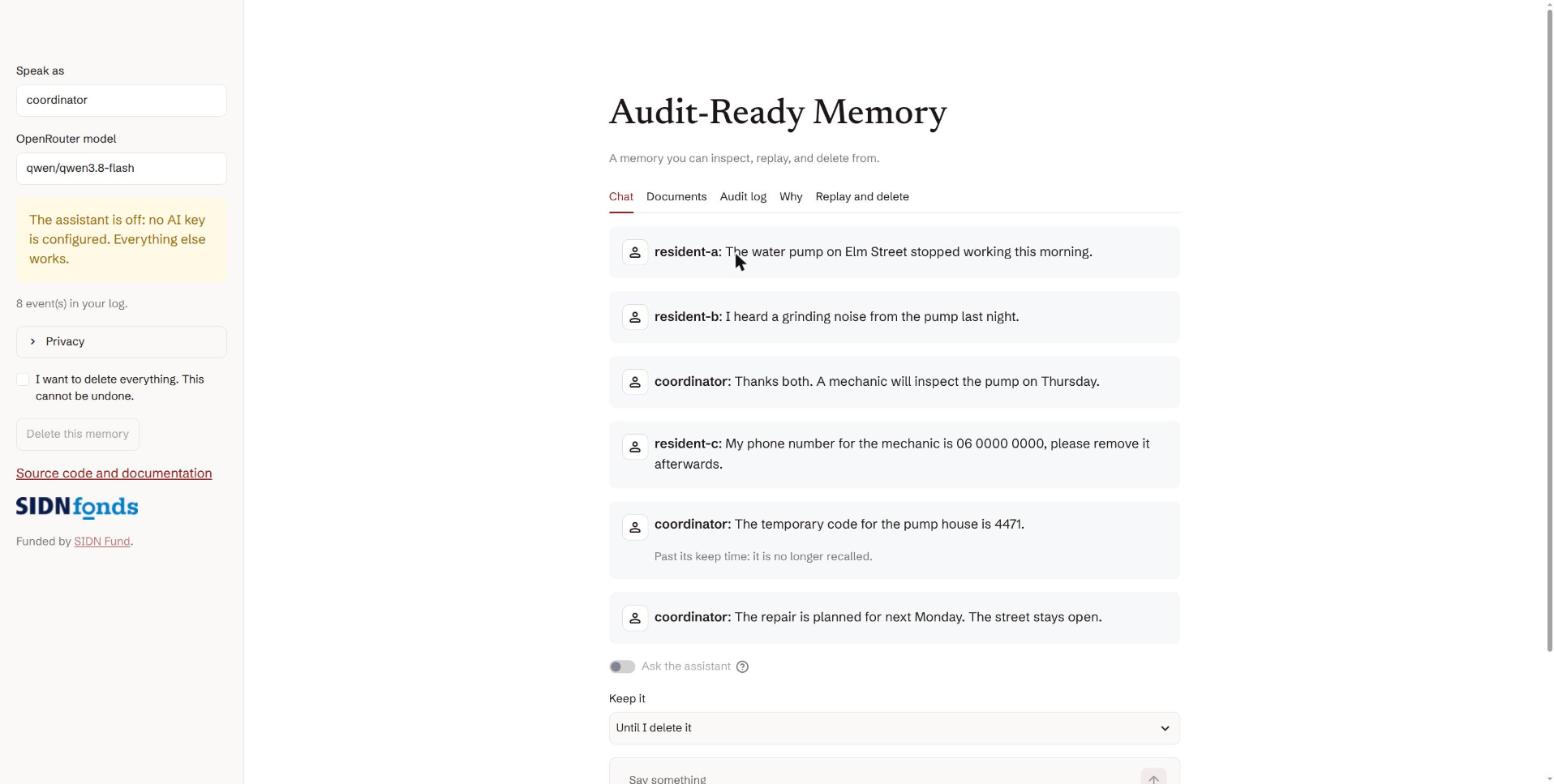 Speak as
coordinator
OpenRouter model
qwen/qwen3.8-flash
The assistant is off: no AI key
is configured. Everything else
works.
8 event(s) in your log.
Privacy
I want to delete everything. This
cannot be undone.
Delete this memory
Source code and documentation
SIDNfonds
Funded by SIDN Fund.
Audit-Ready Memory
A memory you can inspect, replay, and delete from.
Chat Documents Audit log Why Replay and delete
resident-a: The water pump on Elm Street stopped working this morning.
resident-b: I heard a grinding noise from the pump last night.
coordinator: Thanks both. A mechanic will inspect the pump on Thursday.
resident-c: My phone number for the mechanic is 06 0000 0000, please remove it
afterwards.
coordinator: The temporary code for the pump house is 4471.
Past its keep time: it is no longer recalled.
coordinator: The repair is planned for next Monday. The street stays open.
Ask the assistant
Keep it
Until I delete it
Say something